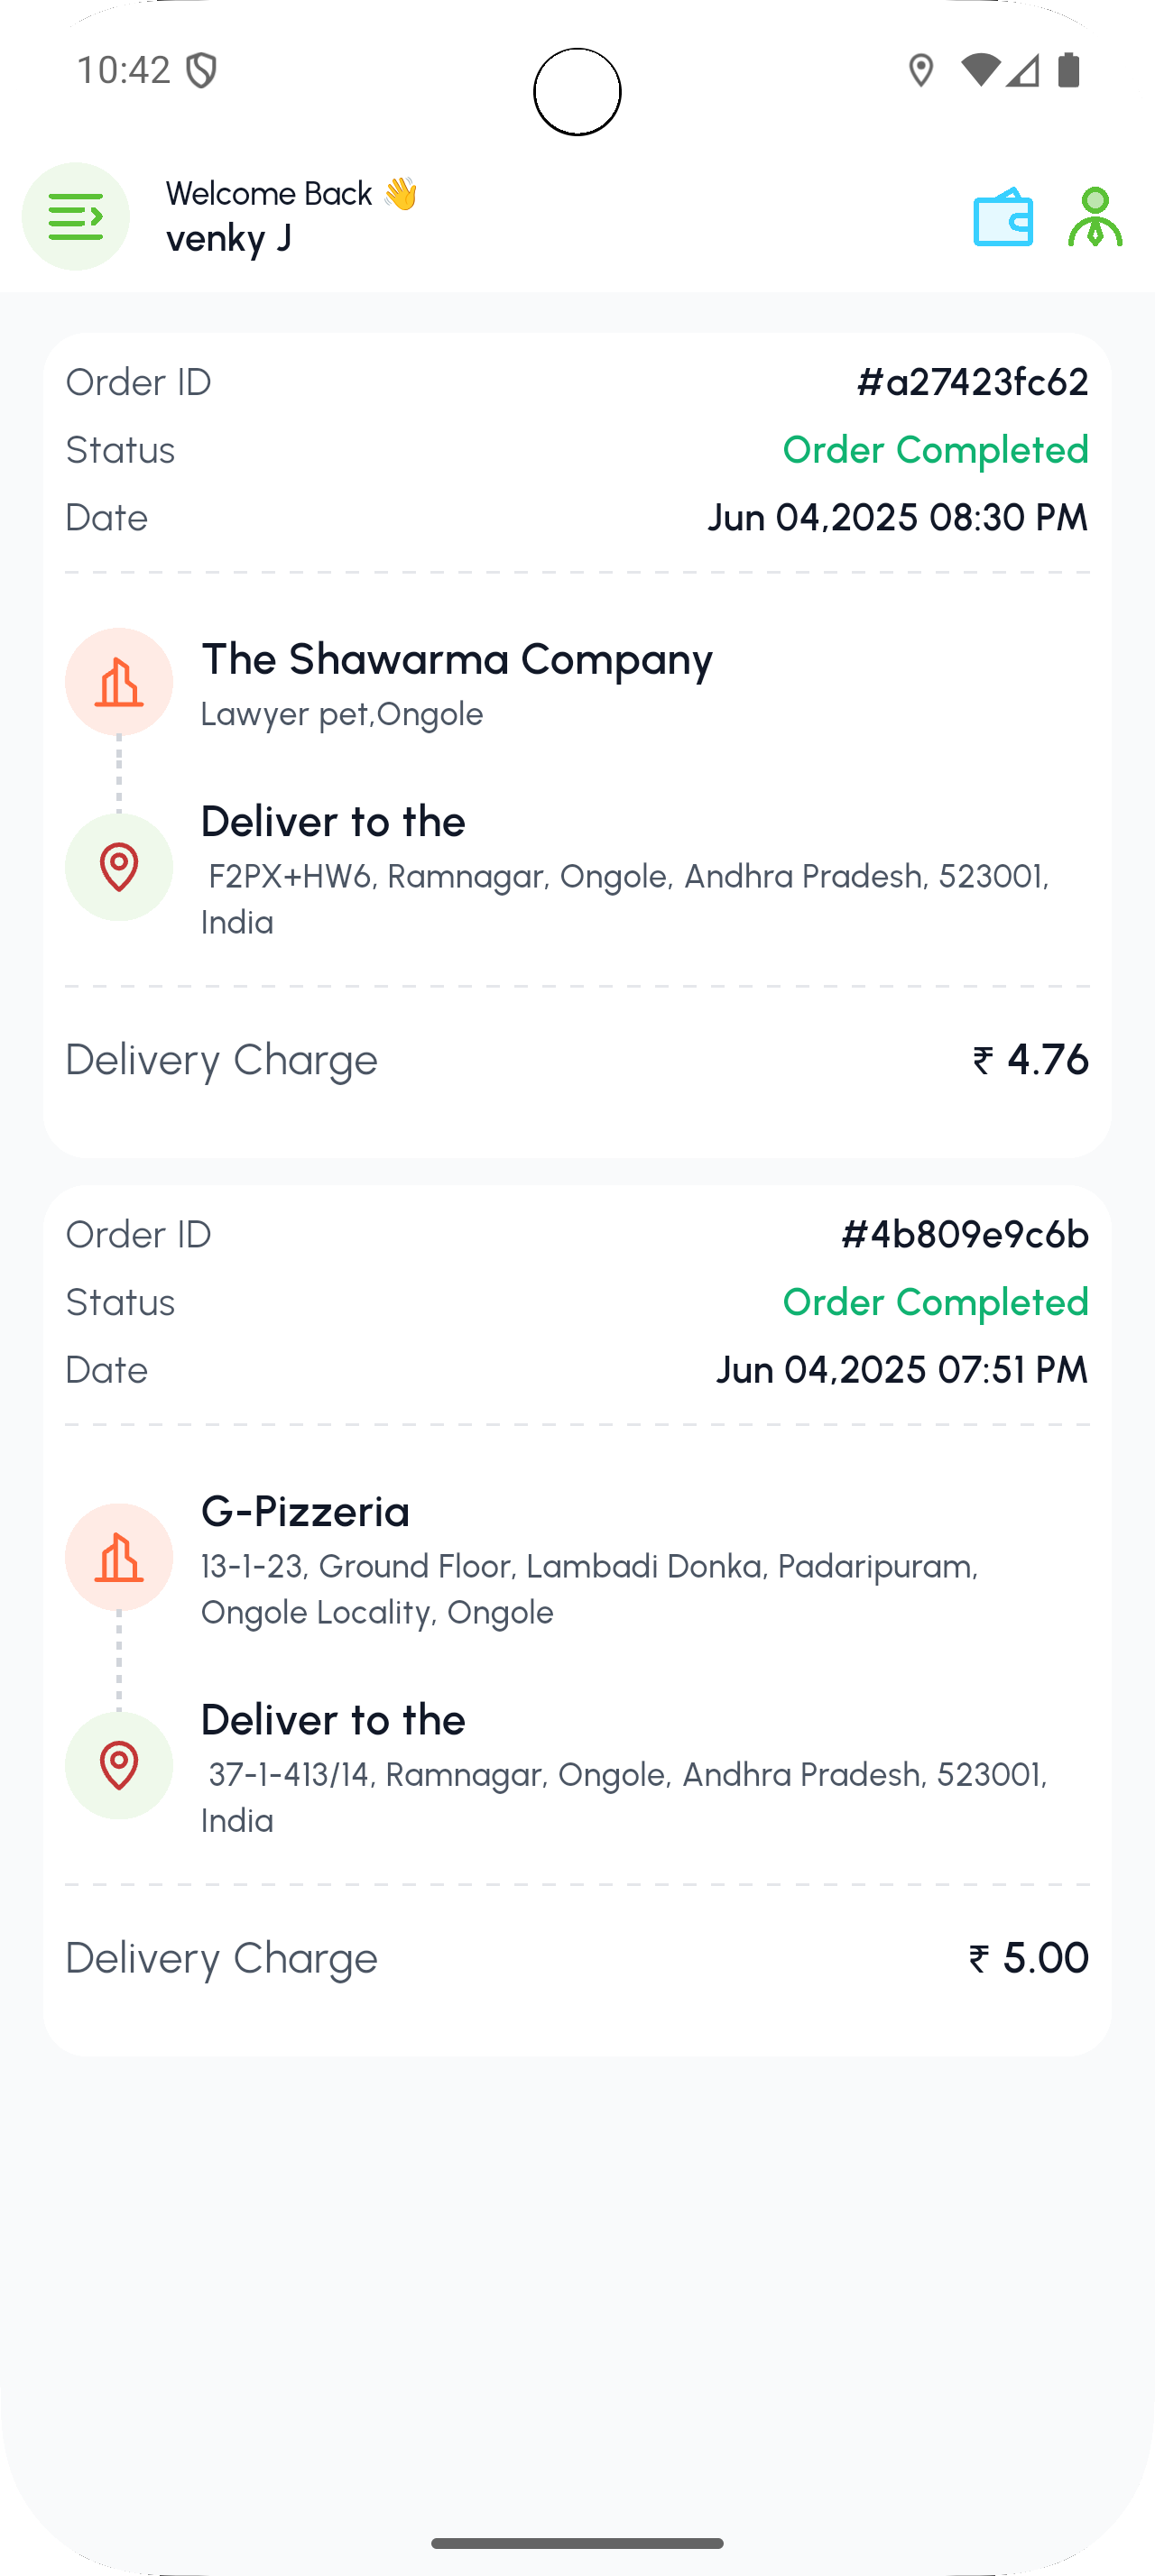 10:42
Welcome Back 👋
venky J
Order ID #a27423fc62
Status Order Completed
Date Jun 04,2025 08:30 PM
The Shawarma Company
Lawyer pet,Ongole
Deliver to the
F2PX+HW6, Ramnagar, Ongole, Andhra Pradesh, 523001,
India
Delivery Charge ₹ 4.76
Order ID #4b809e9c6b
Status Order Completed
Date Jun 04,2025 07:51 PM
G-Pizzeria
13-1-23, Ground Floor, Lambadi Donka, Padaripuram,
Ongole Locality, Ongole
Deliver to the
37-1-413/14, Ramnagar, Ongole, Andhra Pradesh, 523001,
India
Delivery Charge ₹ 5.00